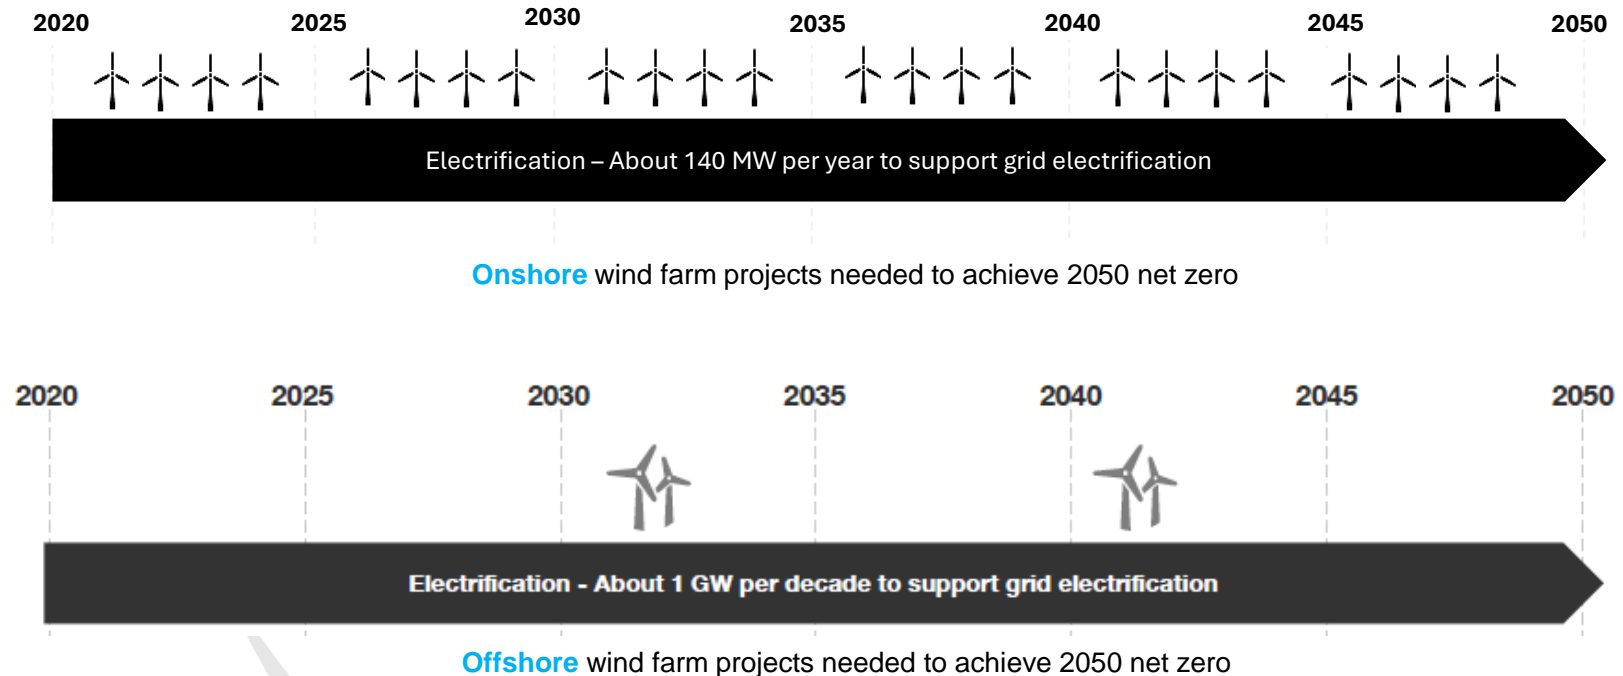 2020 2025 2030 2035 2040 2045 2050
Electrification – About 140 MW per year to support grid electrification
Onshore wind farm projects needed to achieve 2050 net zero
2020 2025 2030 2035 2040 2045 2050
Electrification - About 1 GW per decade to support grid electrification
Offshore wind farm projects needed to achieve 2050 net zero